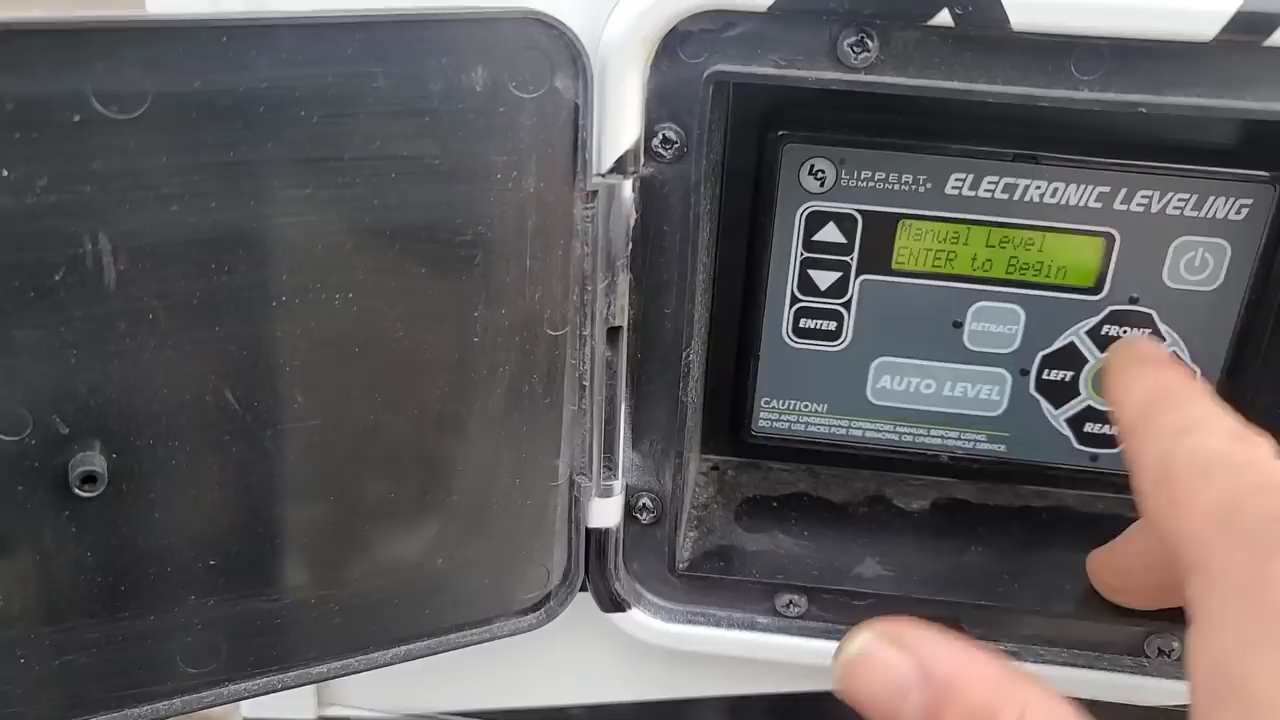 LCI LIPPERT
COMPONENTS®
ELECTRONIC LEVELING
Manual Level
ENTER to Begin
ENTER
RETRACT
FRONT
LEFT
AUTO LEVEL
REAR
CAUTION!
READ AND UNDERSTAND OPERATORS MANUAL BEFORE USING.
DO NOT USE JACKS FOR TIRE REMOVAL OR UNDER-VEHICLE SERVICE.